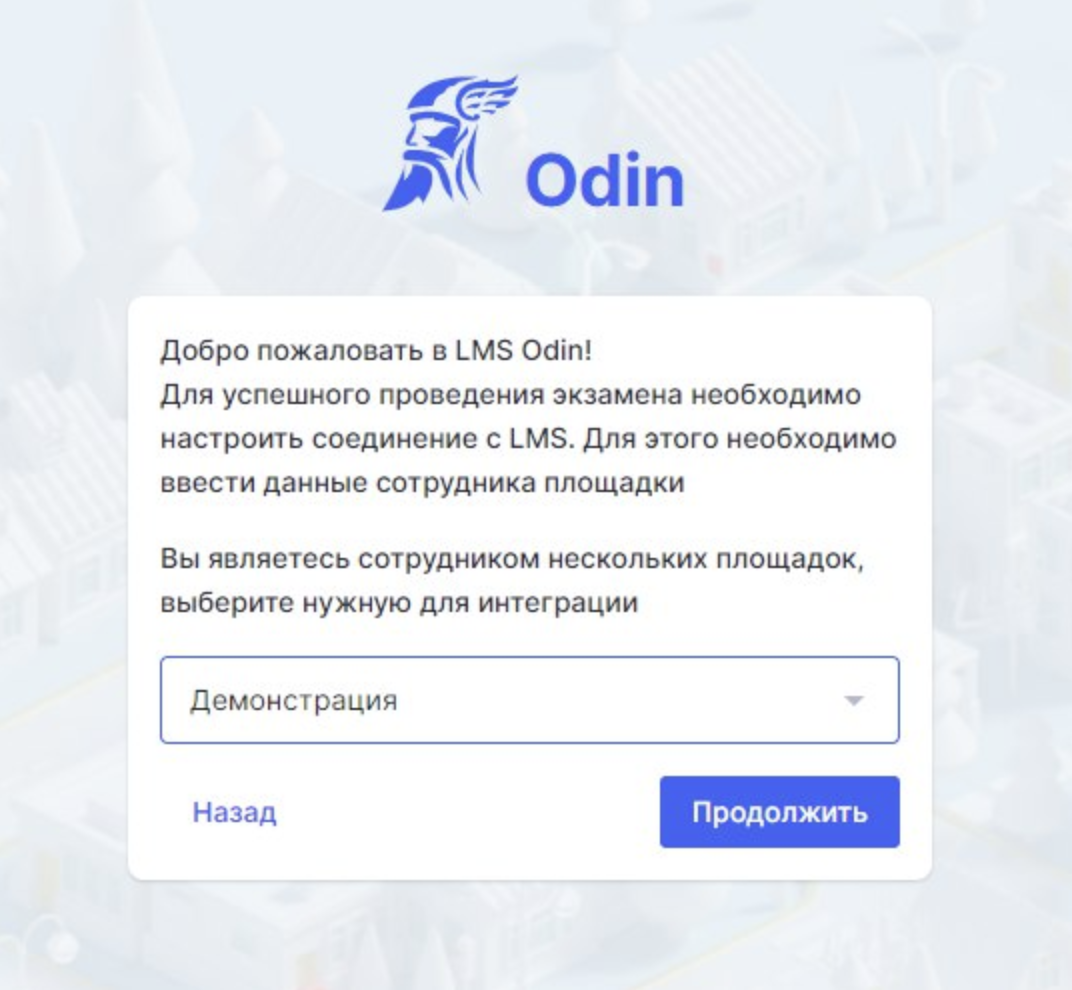 Odin
Добро пожаловать в LMS Odin!
Для успешного проведения экзамена необходимо
настроить соединение с LMS. Для этого необходимо
ввести данные сотрудника площадки
Вы являетесь сотрудником нескольких площадок,
выберите нужную для интеграции
Демонстрация
Назад
Продолжить